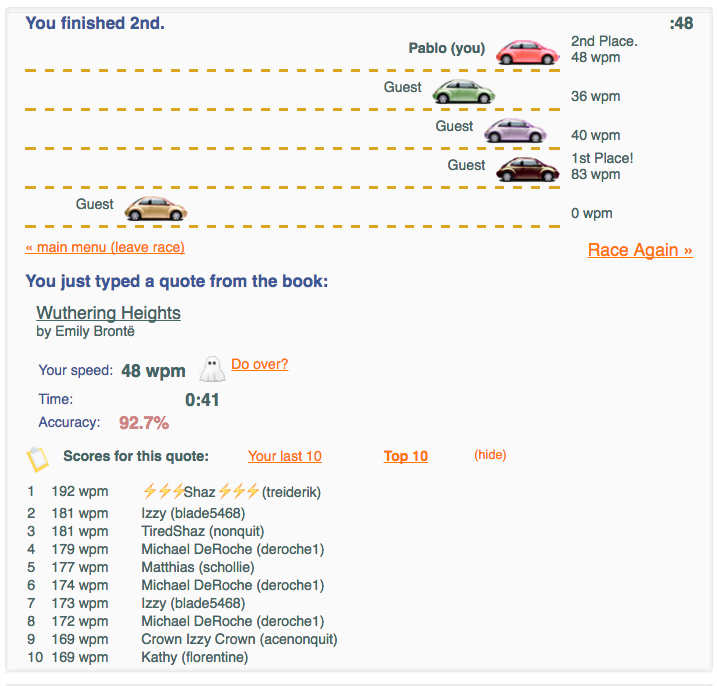 You finished 2nd. :48
Pablo (you) 2nd Place.
48 wpm
Guest 36 wpm
Guest 40 wpm
Guest 1st Place!
83 wpm
Guest 0 wpm
« main menu (leave race) Race Again »
You just typed a quote from the book:
Wuthering Heights
by Emily Brontë
Your speed: 48 wpm Do over?
Time: 0:41
Accuracy: 92.7%
Scores for this quote: Your last 10 Top 10 (hide)
1 192 wpm ⚡⚡⚡Shaz ⚡⚡⚡ (treiderik)
2 181 wpm Izzy (blade5468)
3 181 wpm TiredShaz (nonquit)
4 179 wpm Michael DeRoche (deroche1)
5 177 wpm Matthias (schollie)
6 174 wpm Michael DeRoche (deroche1)
7 173 wpm Izzy (blade5468)
8 172 wpm Michael DeRoche (deroche1)
9 169 wpm Crown Izzy Crown (acenonquit)
10 169 wpm Kathy (florentine)